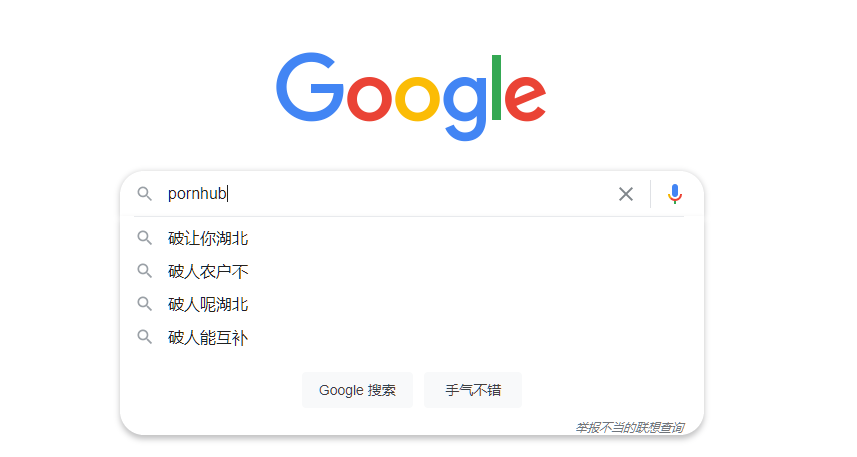 Google
pornhub
破让你湖北
破人农户不
破人呢湖北
破人能互补
Google 搜索 手气不错
举报不当的联想查询